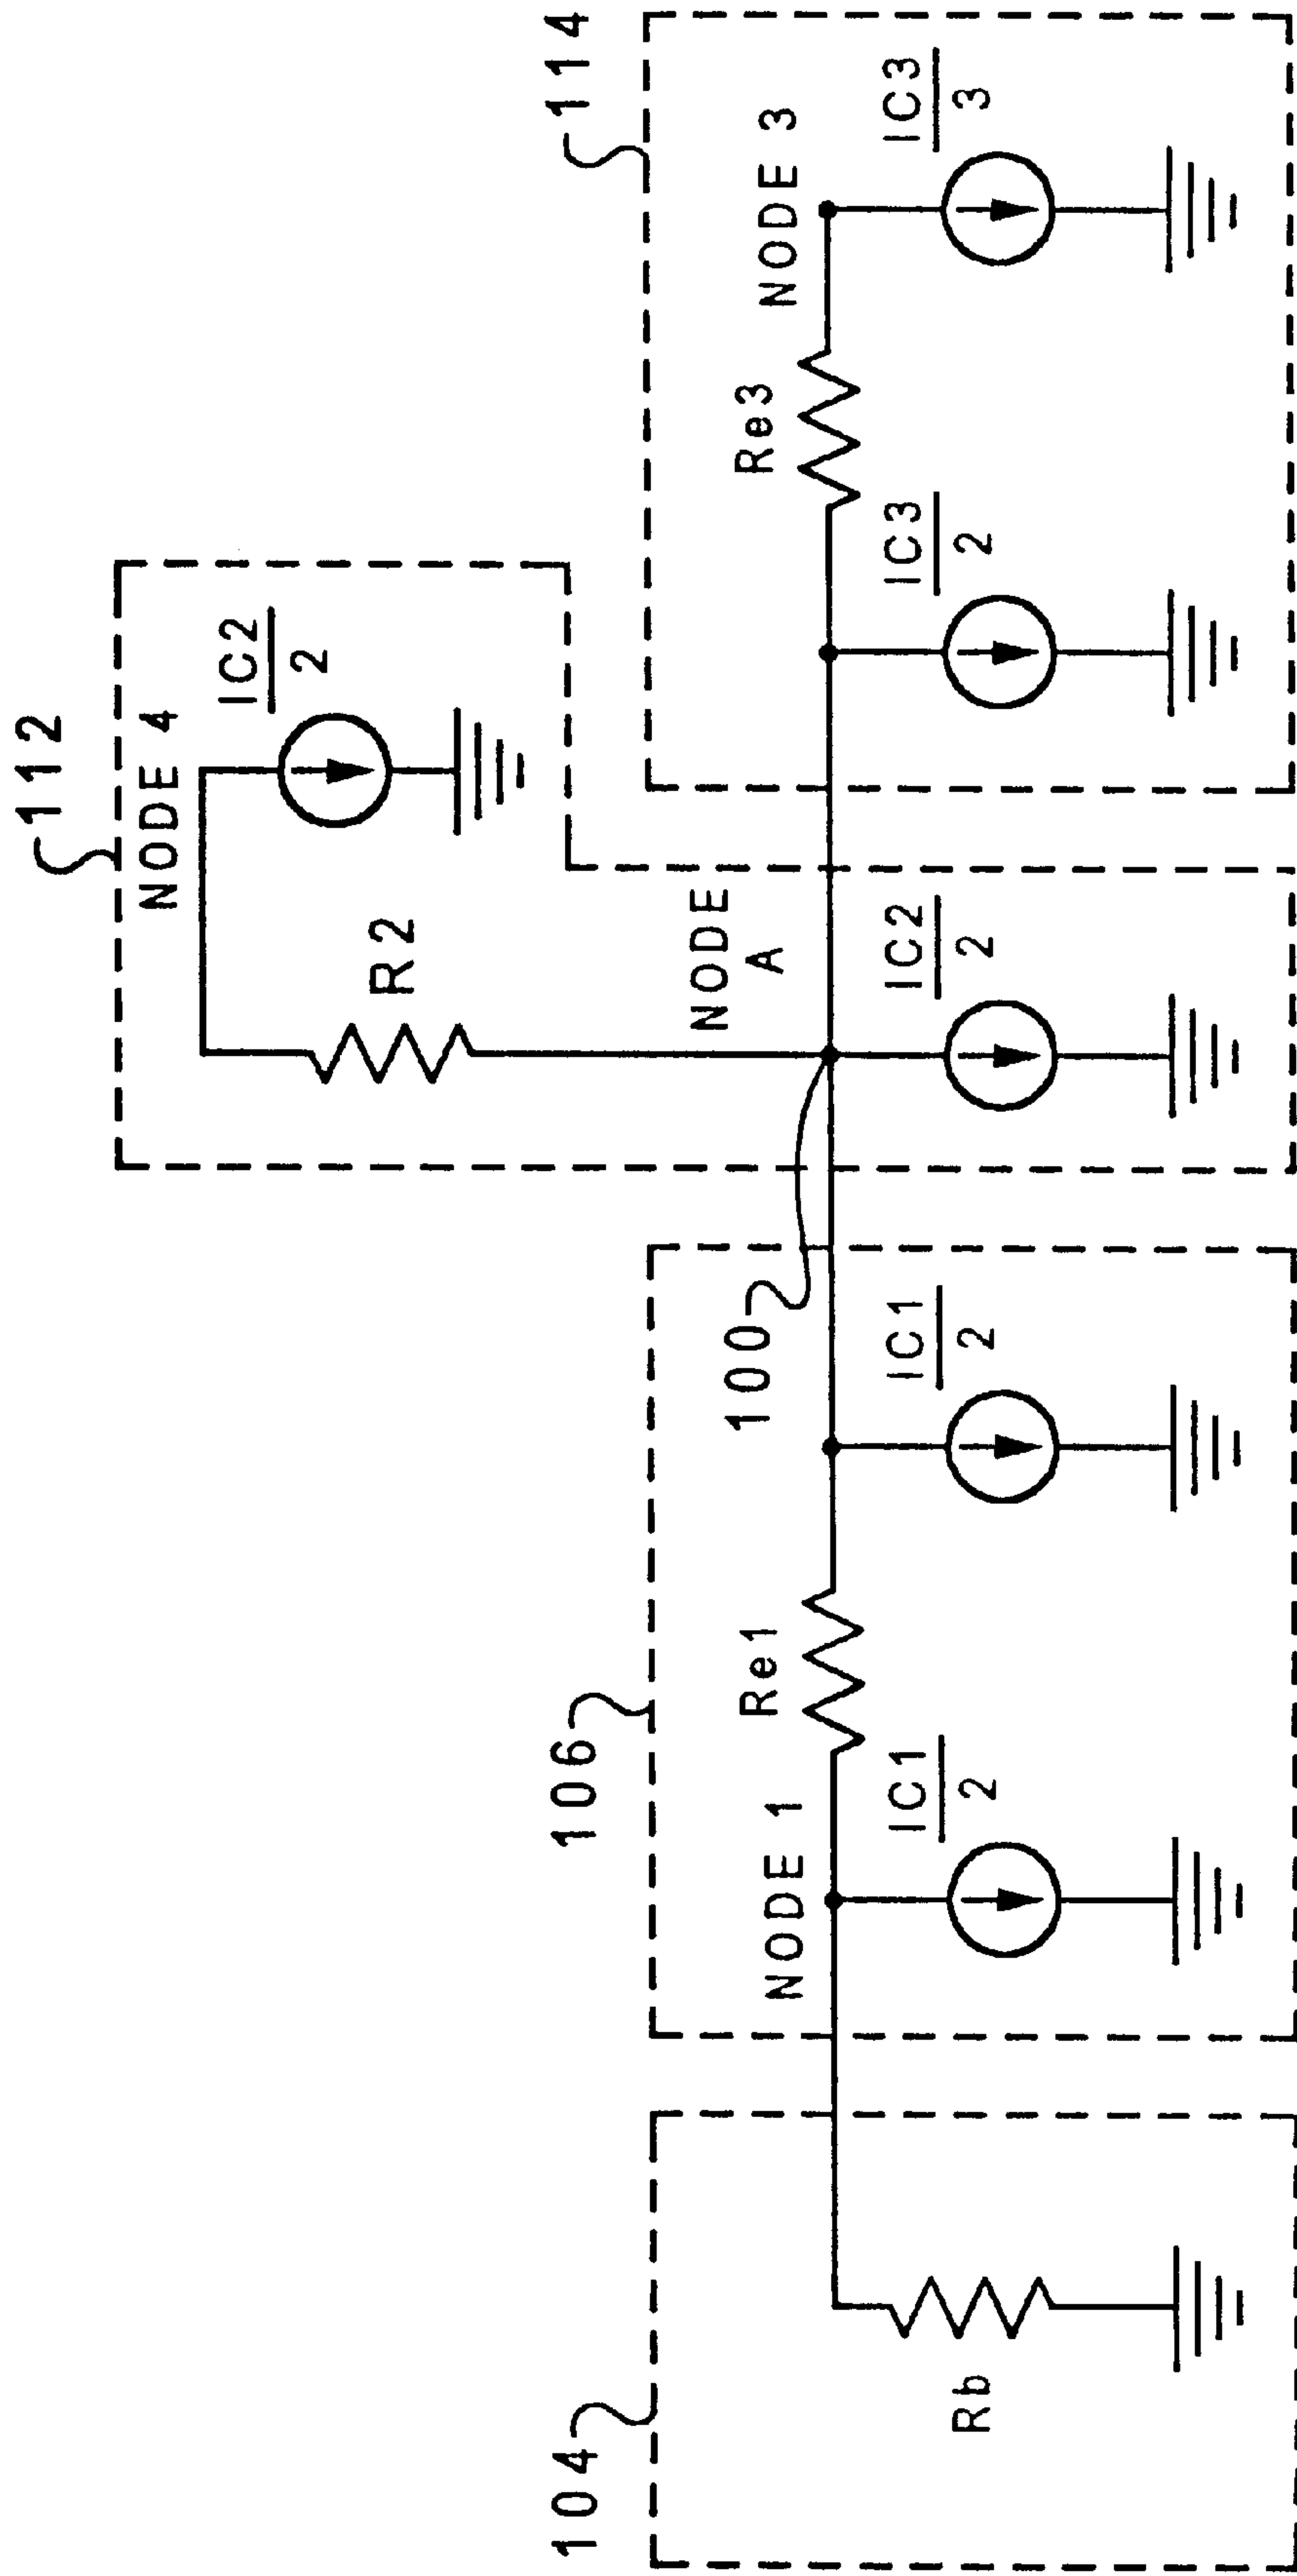 112
NODE 4
IC2
2
R2
114
NODE 3
IC3
3
Re3
IC3
2
NODE
A
IC2
2
100
106
NODE 1
Re1
IC1
2
IC1
2
104
Rb